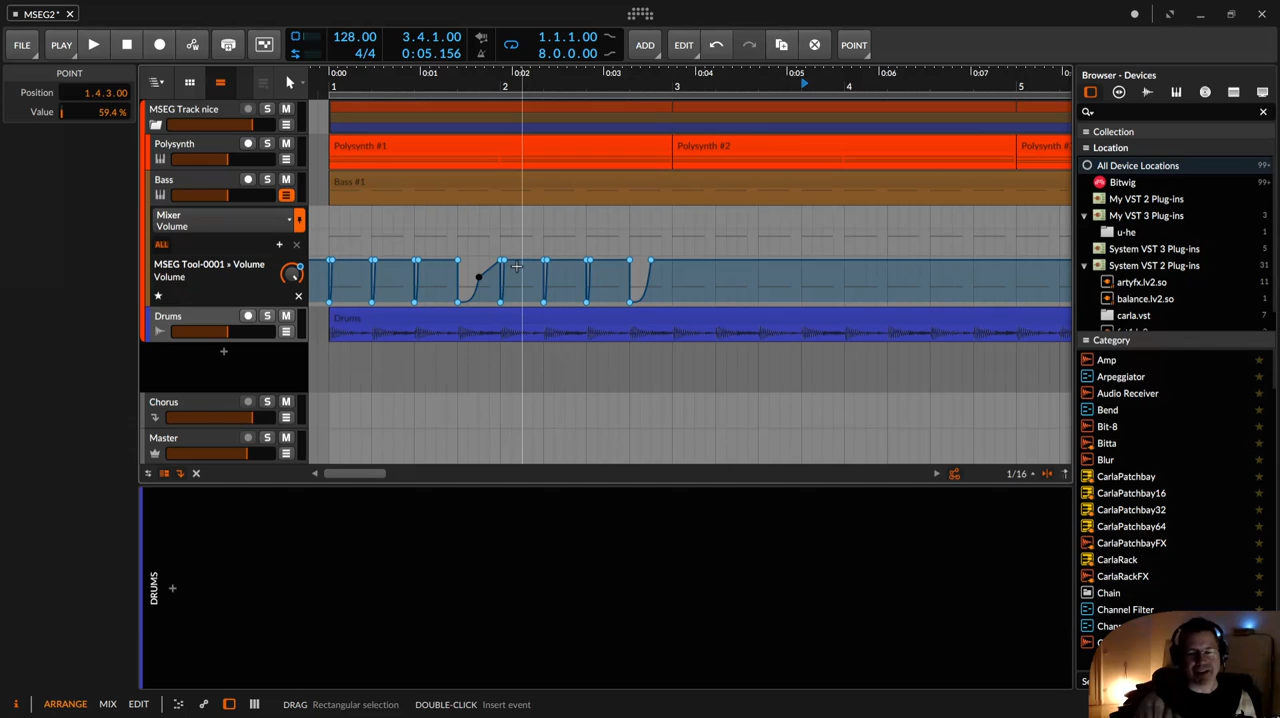 MSEG2*
FILE
PLAY
128.00
4/4
3.4.1.00
0:05.156
1.1.1.00
8.0.0.00
ADD
EDIT
POINT
POINT
Position
1.4.3.00
Value
59.4 %
0:00
0:01
0:02
0:03
0:04
0:05
0:06
0:07
1
2
3
4
5
MSEG Track nice
S
M
Polysynth
S
M
Polysynth #1
Polysynth #2
Bass
S
M
Bass #1
Mixer
Volume
ALL
MSEG Tool-0001 » Volume
Volume
Drums
S
M
Drums
Chorus
S
M
Master
S
M
1/16
DRUMS
Browser - Devices
Collection
Location
All Device Locations
99+
Bitwig
99+
My VST 2 Plug-ins
My VST 3 Plug-ins
3
u-he
System VST 3 Plug-ins
System VST 2 Plug-ins
artyfx.lv2.so
11
balance.lv2.so
carla.vst
Category
Amp
Arpeggiator
Audio Receiver
Bend
Bit-8
Bitta
Blur
CarlaPatchbay
CarlaPatchbay16
CarlaPatchbay32
CarlaPatchbay64
CarlaPatchbayFX
CarlaRack
CarlaRackFX
Chain
Channel Filter
i
ARRANGE
MIX
EDIT
DRAG
Rectangular selection
DOUBLE-CLICK
Insert event